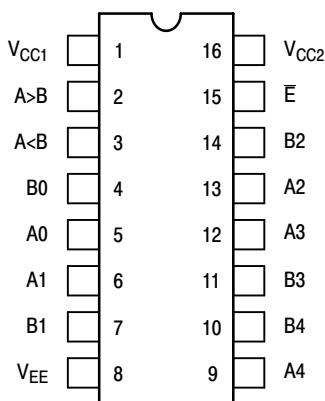 VCC1 1 16 VCC2
A>B 2 15 E̅
A<B 3 14 B2
B0 4 13 A2
A0 5 12 A3
A1 6 11 B3
B1 7 10 B4
VEE 8 9 A4